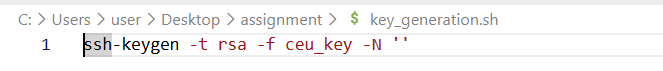 C: > Users > user > Desktop > assignment > $ key_generation.sh
1 ssh-keygen -t rsa -f ceu_key -N ''